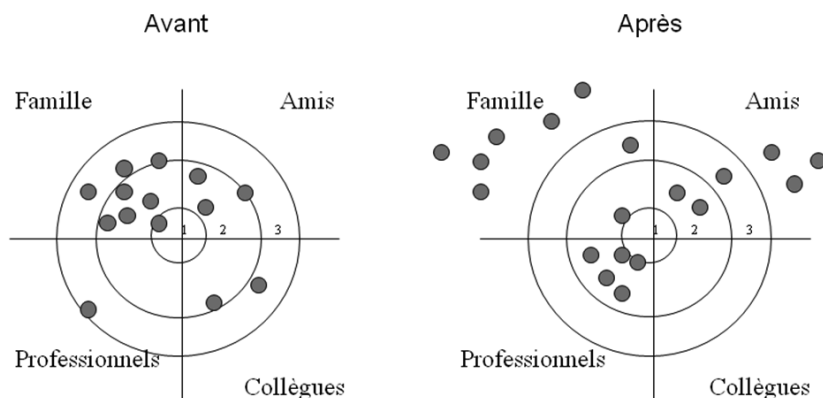 Avant
Après
Famille
Amis
Famille
Amis
1
2
3
1
2
3
Professionnels
Collègues
Professionnels
Collègues